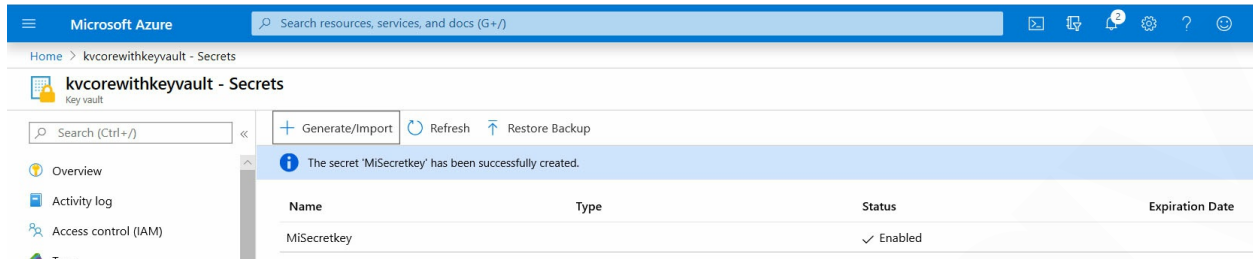 Microsoft Azure
Search resources, services, and docs (G+/)
2
Home > kvcorewithkeyvault - Secrets
kvcorewithkeyvault - Secrets
Key vault
Search (Ctrl+/)
«
+ Generate/Import
Refresh
Restore Backup
The secret 'MiSecretkey' has been successfully created.
Overview
Activity log
Access control (IAM)
Name Type Status Expiration Date
MiSecretkey Enabled